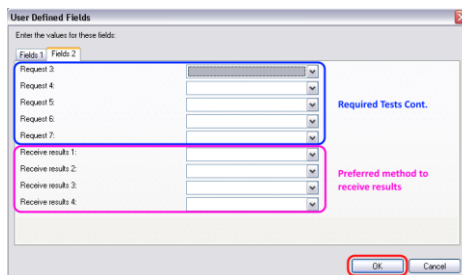 User Defined Fields
Enter the values for these fields:
Fields 1 Fields 2
Request 3:
Request 4:
Request 5:
Required Tests Cont.
Request 6:
Request 7:
Receive results 1:
Receive results 2:
Preferred method to
Receive results 3:
receive results
Receive results 4:
OK Cancel